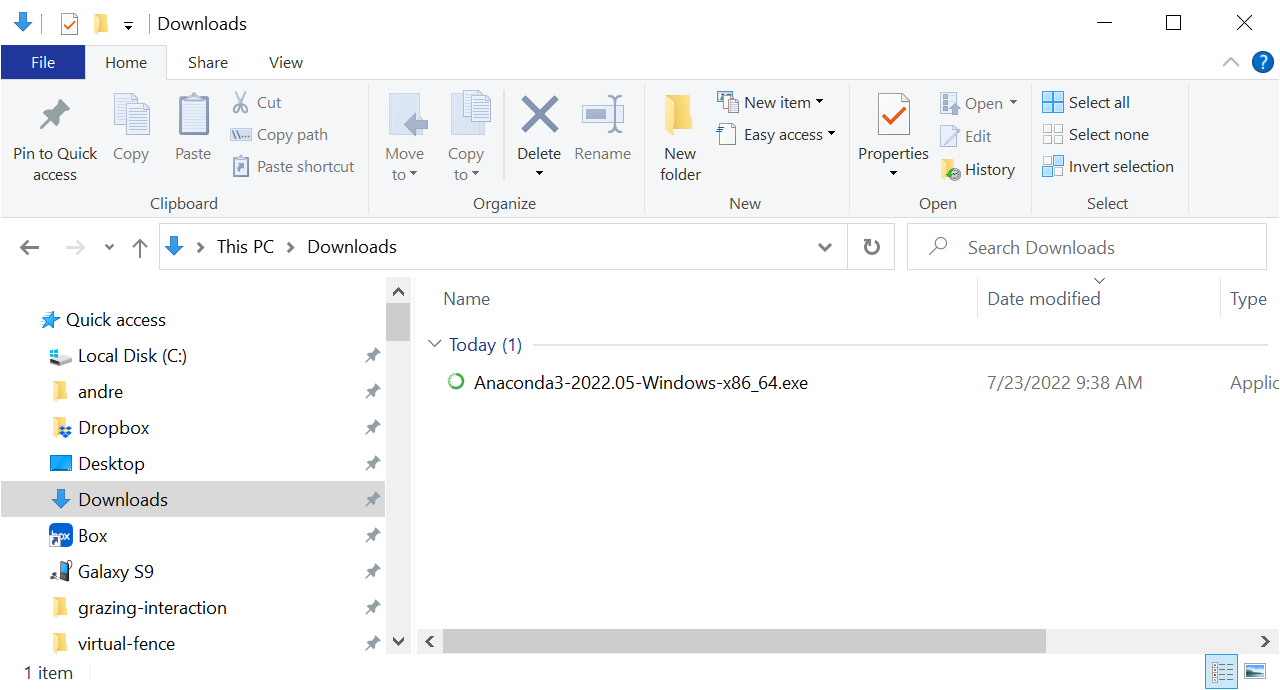 Downloads
File Home Share View
Pin to Quick access
Copy
Paste
Cut
Copy path
Paste shortcut
Clipboard
Move to
Copy to
Delete
Rename
Organize
New folder
New item
Easy access
New
Properties
Open
Edit
History
Open
Select all
Select none
Invert selection
Select
This PC > Downloads
Search Downloads
Quick access
Local Disk (C:)
andre
Dropbox
Desktop
Downloads
Box
Galaxy S9
grazing-interaction
virtual-fence
Name Date modified Type
Today (1)
Anaconda3-2022.05-Windows-x86_64.exe 7/23/2022 9:38 AM Applic
1 item